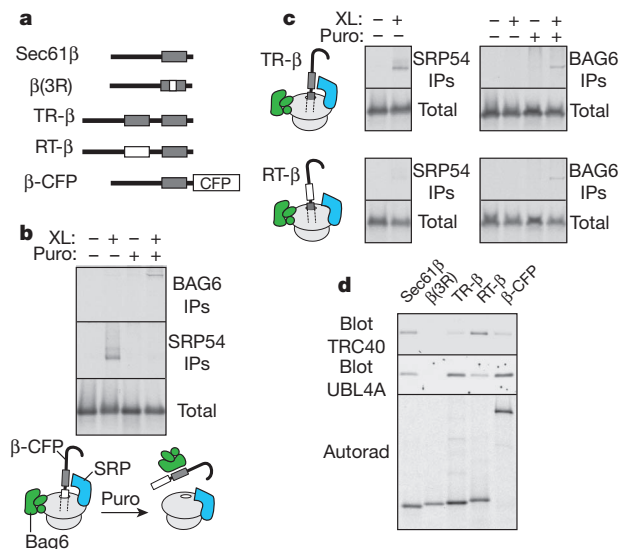 a
Sec61β
β(3R)
TR-β
RT-β
β-CFP
CFP
b
XL: – + – +
Puro: – – + +
BAG6
IPs
SRP54
IPs
Total
β-CFP
SRP
Puro
Bag6
c
XL: – + – + – +
Puro: – – + +
TR-β
SRP54
IPs
Total
BAG6
IPs
Total
RT-β
SRP54
IPs
Total
BAG6
IPs
Total
d
Sec61β
β(3R)
TR-β
RT-β
β-CFP
Blot
TRC40
Blot
UBL4A
Autorad